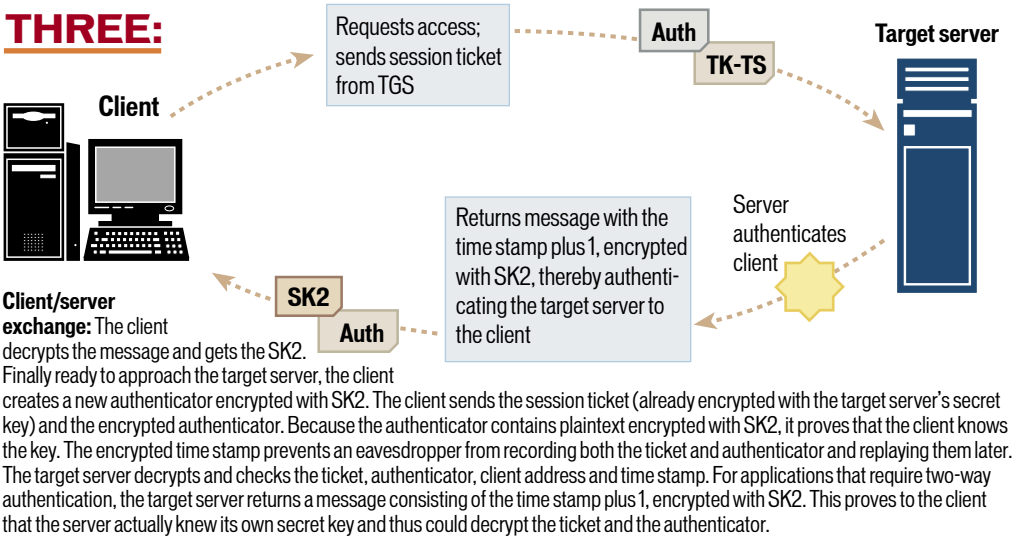 THREE:
Client
Requests access;
sends session ticket
from TGS
Auth
TK-TS
Target server
Server
authenticates
client
Returns message with the
time stamp plus 1, encrypted
with SK2, thereby authenti-
cating the target server to
the client
SK2
Auth
Client/server
exchange: The client
decrypts the message and gets the SK2.
Finally ready to approach the target server, the client
creates a new authenticator encrypted with SK2. The client sends the session ticket (already encrypted with the target server's secret
key) and the encrypted authenticator. Because the authenticator contains plaintext encrypted with SK2, it proves that the client knows
the key. The encrypted time stamp prevents an eavesdropper from recording both the ticket and authenticator and replaying them later.
The target server decrypts and checks the ticket, authenticator, client address and time stamp. For applications that require two-way
authentication, the target server returns a message consisting of the time stamp plus 1, encrypted with SK2. This proves to the client
that the server actually knew its own secret key and thus could decrypt the ticket and the authenticator.